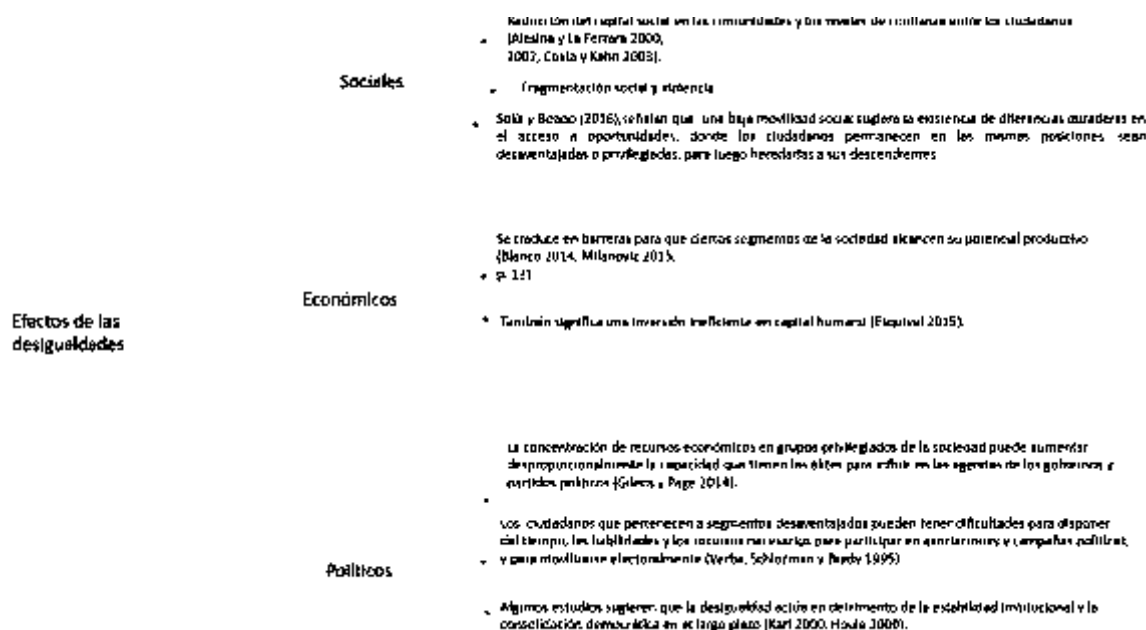 Reducción del capital social en las comunidades y los niveles de confianza entre los ciudadanos
(Alesina y La Ferrara 2000,
2002, Costa y Kahn 2003).
Sociales
Fragmentación social y violencia
Solís y Boado (2016), señalan que una baja movilidad social sugiere la existencia de diferencias duraderas en
el acceso a oportunidades, donde los ciudadanos permanecen en las mismas posiciones, sean
desaventajadas o privilegiadas, para luego heredarlas a sus descendientes
Se traduce en barreras para que ciertos segmentos de la sociedad alcancen su potencial productivo
(Blanco 2014, Milanovic 2015,
p. 13)
Económicos
Efectos de las
desigualdades
También significa una inversión ineficiente en capital humano (Esquivel 2015).
La concentración de recursos económicos en grupos privilegiados de la sociedad puede aumentar
desproporcionalmente la capacidad que tienen las élites para influir en las agendas de los gobiernos y
partidos políticos (Gilens y Page 2014).
Los ciudadanos que pertenecen a segmentos desaventajados pueden tener dificultades para disponer
del tiempo, las habilidades y los recursos necesarios para participar en asociaciones y campañas políticas,
y para movilizarse electoralmente (Verba, Schlozman y Brady 1995)
Políticos
Algunos estudios sugieren que la desigualdad actúa en detrimento de la estabilidad institucional y la
consolidación democrática en el largo plazo (Karl 2000, Houle 2009).